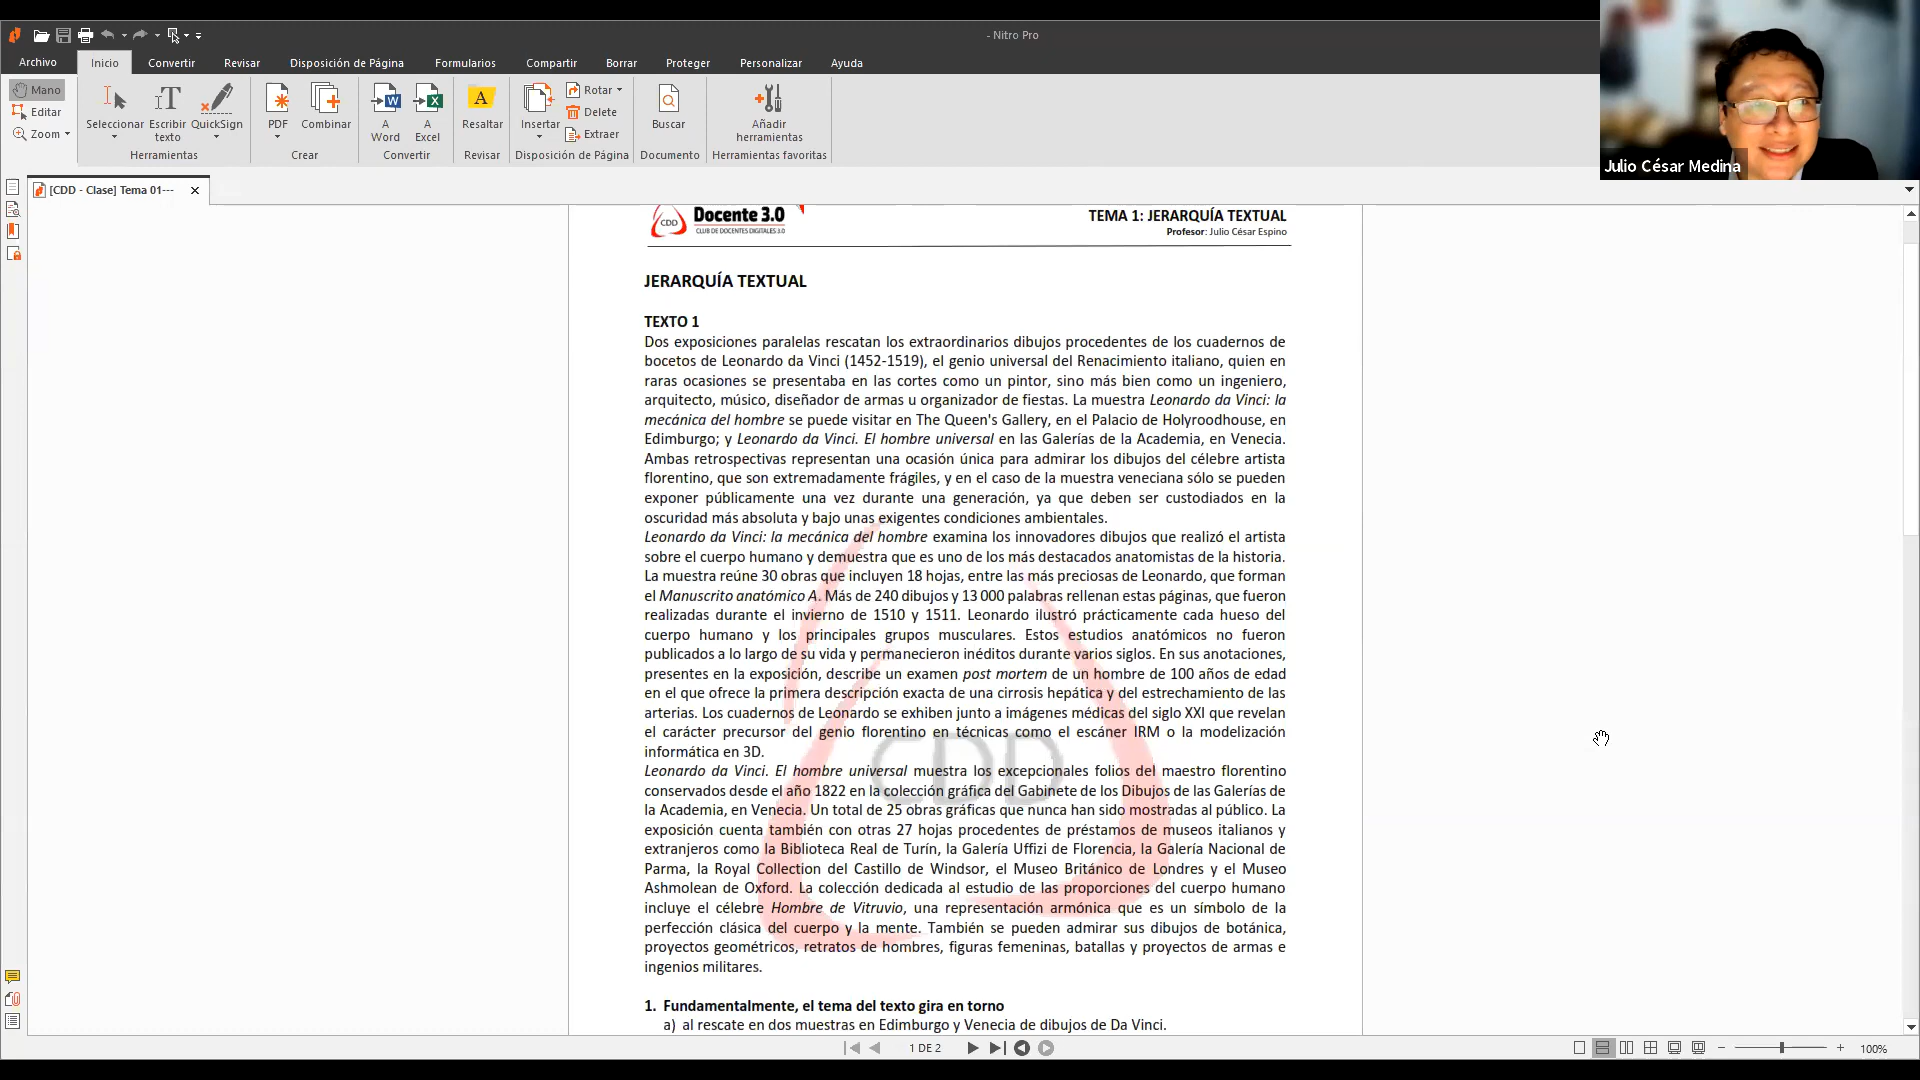 - Nitro Pro
Archivo Inicio Convertir Revisar Disposición de Página Formularios Compartir Borrar Proteger Personalizar Ayuda
Mano
Editar
Zoom
Seleccionar
Escribir texto
QuickSign
Herramientas
PDF
Combinar
Crear
A Word
A Excel
Convertir
Resaltar
Revisar
Insertar
Rotar
Delete
Extraer
Disposición de Página
Buscar
Documento
Añadir herramientas
Herramientas favoritas
Julio César Medina
[CDD - Clase] Tema 01---
CDD
Docente 3.0
CLUB DE DOCENTES DIGITALES 3.0
TEMA 1: JERARQUÍA TEXTUAL
Profesor: Julio César Espino
JERARQUÍA TEXTUAL
TEXTO 1
Dos exposiciones paralelas rescatan los extraordinarios dibujos procedentes de los cuadernos de
bocetos de Leonardo da Vinci (1452-1519), el genio universal del Renacimiento italiano, quien en
raras ocasiones se presentaba en las cortes como un pintor, sino más bien como un ingeniero,
arquitecto, músico, diseñador de armas u organizador de fiestas. La muestra Leonardo da Vinci: la
mecánica del hombre se puede visitar en The Queen's Gallery, en el Palacio de Holyroodhouse, en
Edimburgo; y Leonardo da Vinci. El hombre universal en las Galerías de la Academia, en Venecia.
Ambas retrospectivas representan una ocasión única para admirar los dibujos del célebre artista
florentino, que son extremadamente frágiles, y en el caso de la muestra veneciana sólo se pueden
exponer públicamente una vez durante una generación, ya que deben ser custodiados en la
oscuridad más absoluta y bajo unas exigentes condiciones ambientales.
Leonardo da Vinci: la mecánica del hombre examina los innovadores dibujos que realizó el artista
sobre el cuerpo humano y demuestra que es uno de los más destacados anatomistas de la historia.
La muestra reúne 30 obras que incluyen 18 hojas, entre las más preciosas de Leonardo, que forman
el Manuscrito anatómico A. Más de 240 dibujos y 13 000 palabras rellenan estas páginas, que fueron
realizadas durante el invierno de 1510 y 1511. Leonardo ilustró prácticamente cada hueso del
cuerpo humano y los principales grupos musculares. Estos estudios anatómicos no fueron
publicados a lo largo de su vida y permanecieron inéditos durante varios siglos. En sus anotaciones,
presentes en la exposición, describe un examen post mortem de un hombre de 100 años de edad
en el que ofrece la primera descripción exacta de una cirrosis hepática y del estrechamiento de las
arterias. Los cuadernos de Leonardo se exhiben junto a imágenes médicas del siglo XXI que revelan
el carácter precursor del genio florentino en técnicas como el escáner IRM o la modelización
informática en 3D.
Leonardo da Vinci. El hombre universal muestra los excepcionales folios del maestro florentino
conservados desde el año 1822 en la colección gráfica del Gabinete de los Dibujos de las Galerías de
la Academia, en Venecia. Un total de 25 obras gráficas que nunca han sido mostradas al público. La
exposición cuenta también con otras 27 hojas procedentes de préstamos de museos italianos y
extranjeros como la Biblioteca Real de Turín, la Galería Uffizi de Florencia, la Galería Nacional de
Parma, la Royal Collection del Castillo de Windsor, el Museo Británico de Londres y el Museo
Ashmolean de Oxford. La colección dedicada al estudio de las proporciones del cuerpo humano
incluye el célebre Hombre de Vitruvio, una representación armónica que es un símbolo de la
perfección clásica del cuerpo y la mente. También se pueden admirar sus dibujos de botánica,
proyectos geométricos, retratos de hombres, figuras femeninas, batallas y proyectos de armas e
ingenios militares.
CDD
1. Fundamentalmente, el tema del texto gira en torno
a) al rescate en dos muestras en Edimburgo y Venecia de dibujos de Da Vinci.
1 DE 2
100%